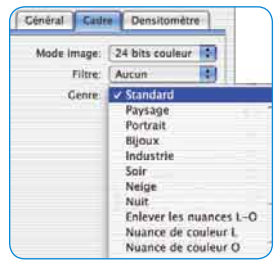 Général Cadre Densitomètre
Mode image: 24 bits couleur
Filtre: Aucun
Genre: ✓ Standard
Paysage
Portrait
Bijoux
Industrie
Soir
Neige
Nuit
Enlever les nuances L-O
Nuance de couleur L
Nuance de couleur O